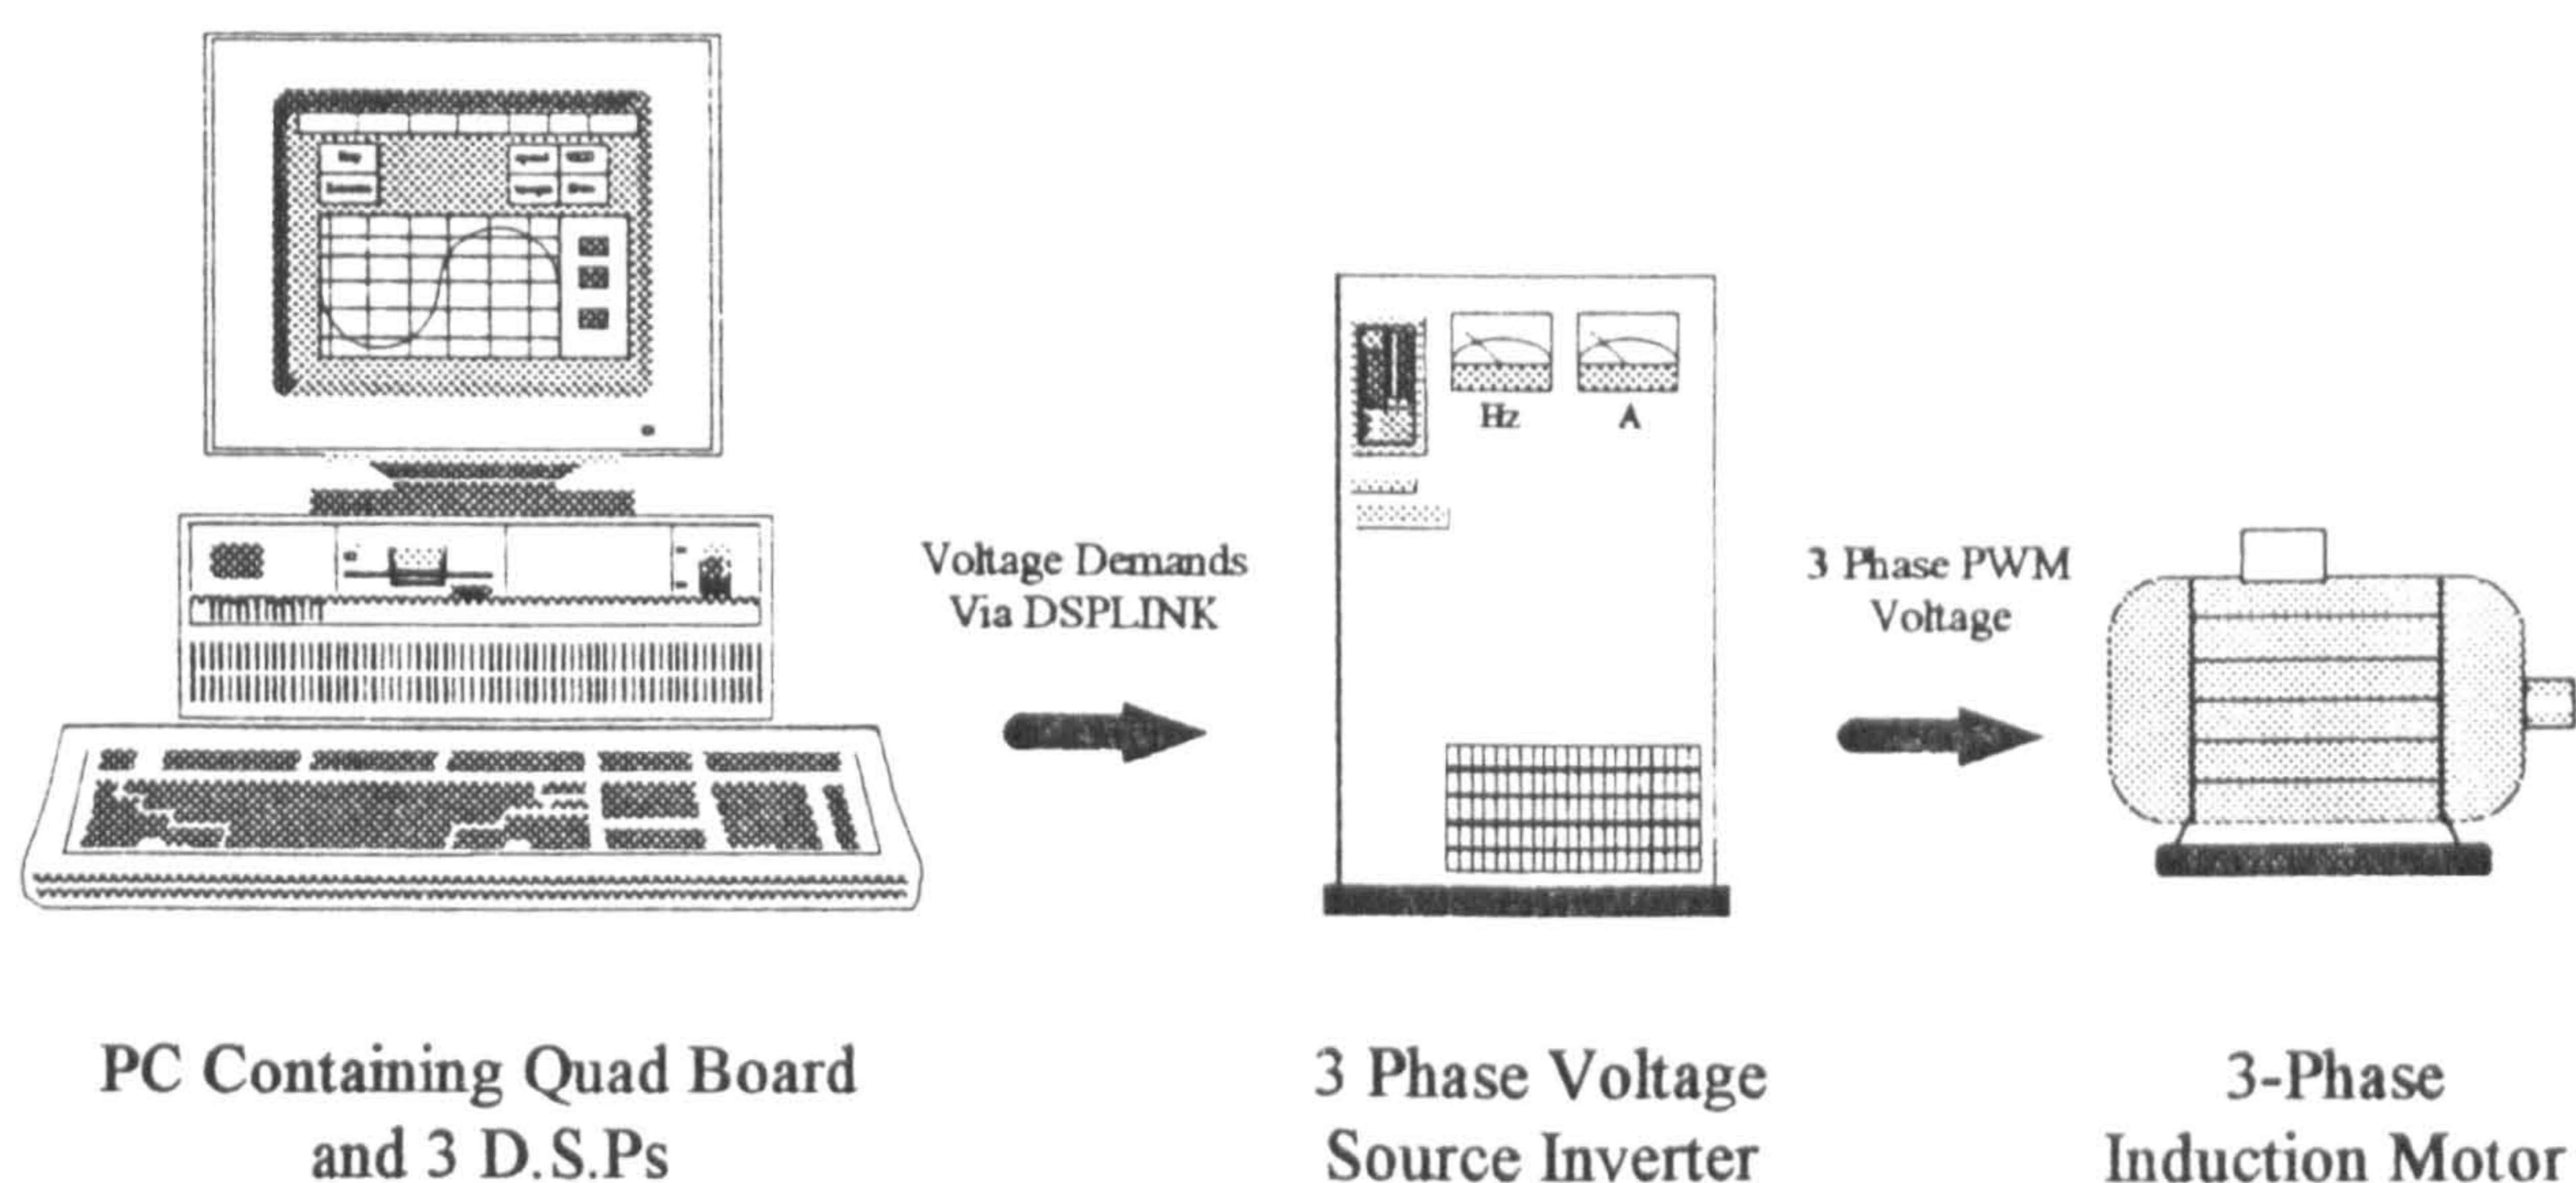 speed
Voltage Demands
Via DSPLINK
Hz
A
3 Phase PWM
Voltage
PC Containing Quad Board
and 3 D.S.Ps
3 Phase Voltage
Source Inverter
3-Phase
Induction Motor